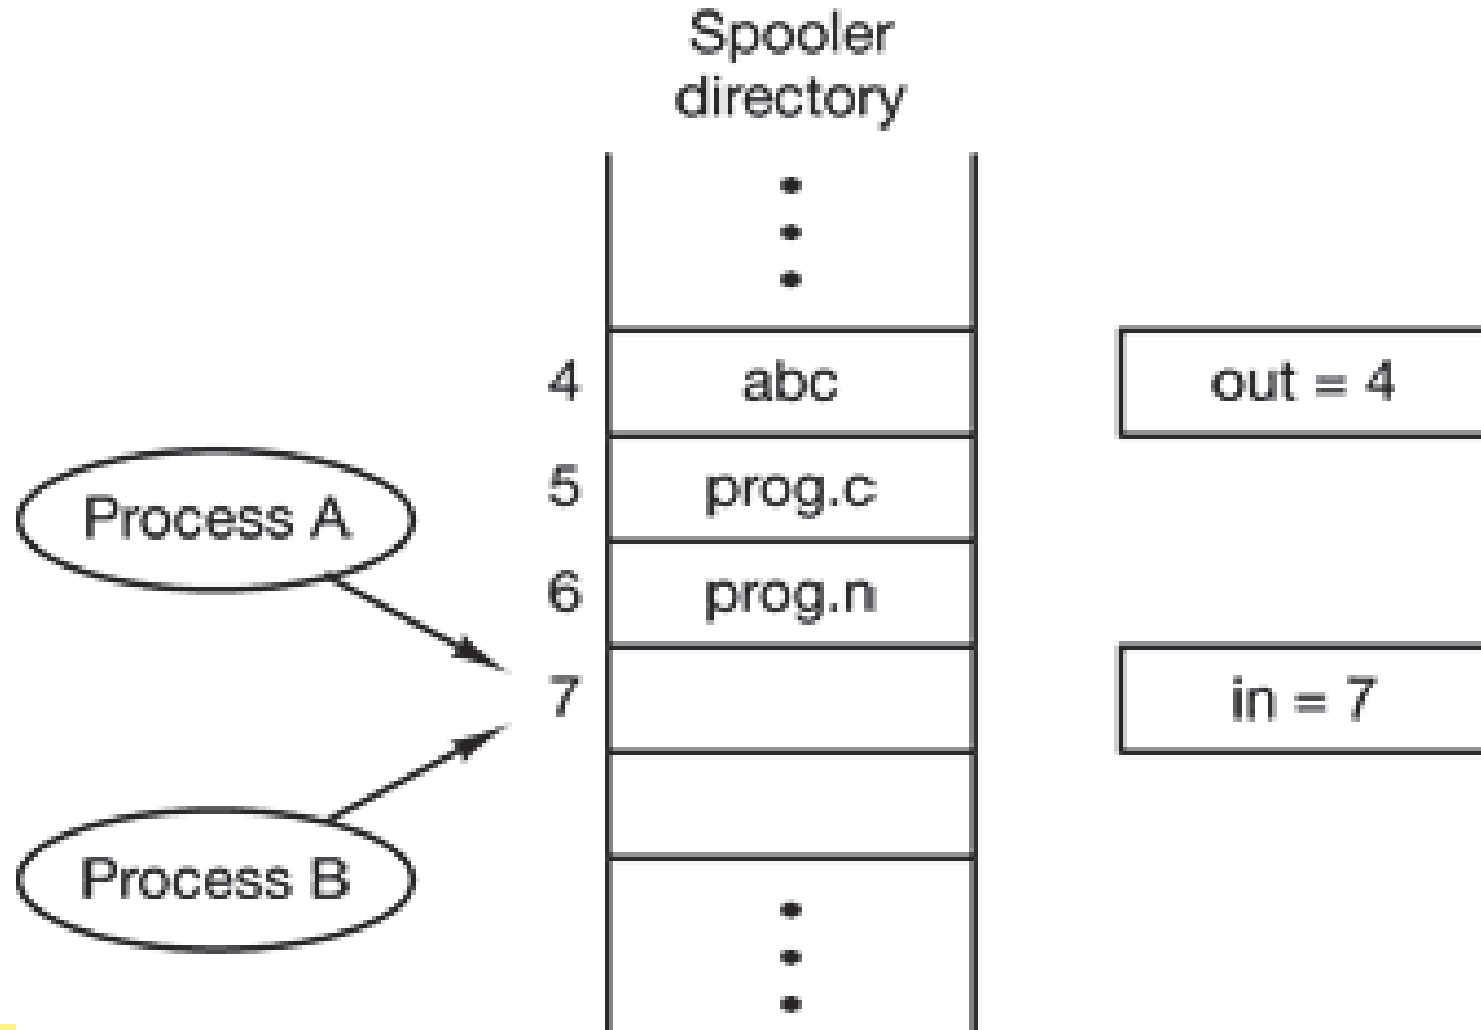 Spooler
directory
4
abc
out = 4
Process A
5
prog.c
6
prog.n
7
in = 7
Process B